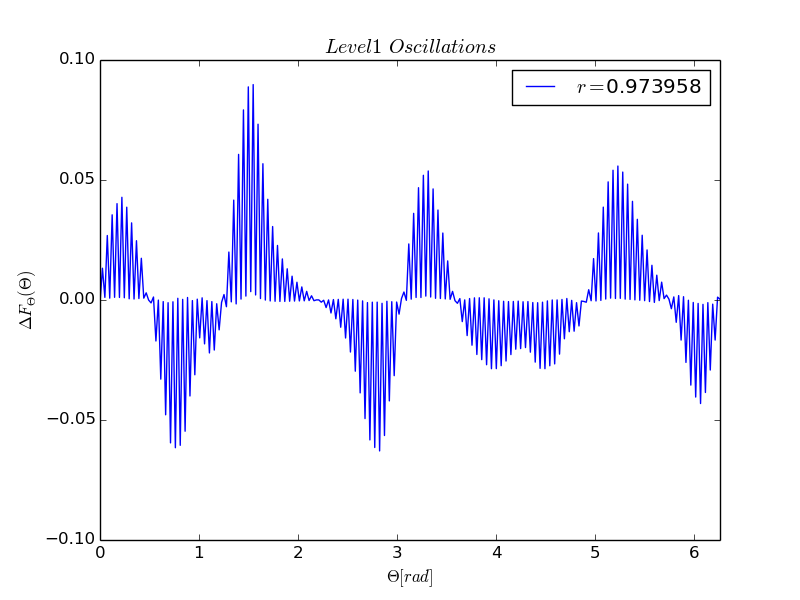 Level1 Oscillations
r=0.973958
0.10
0.05
0.00
−0.05
−0.10
ΔF_Θ(Θ)
0 1 2 3 4 5 6
Θ[rad]